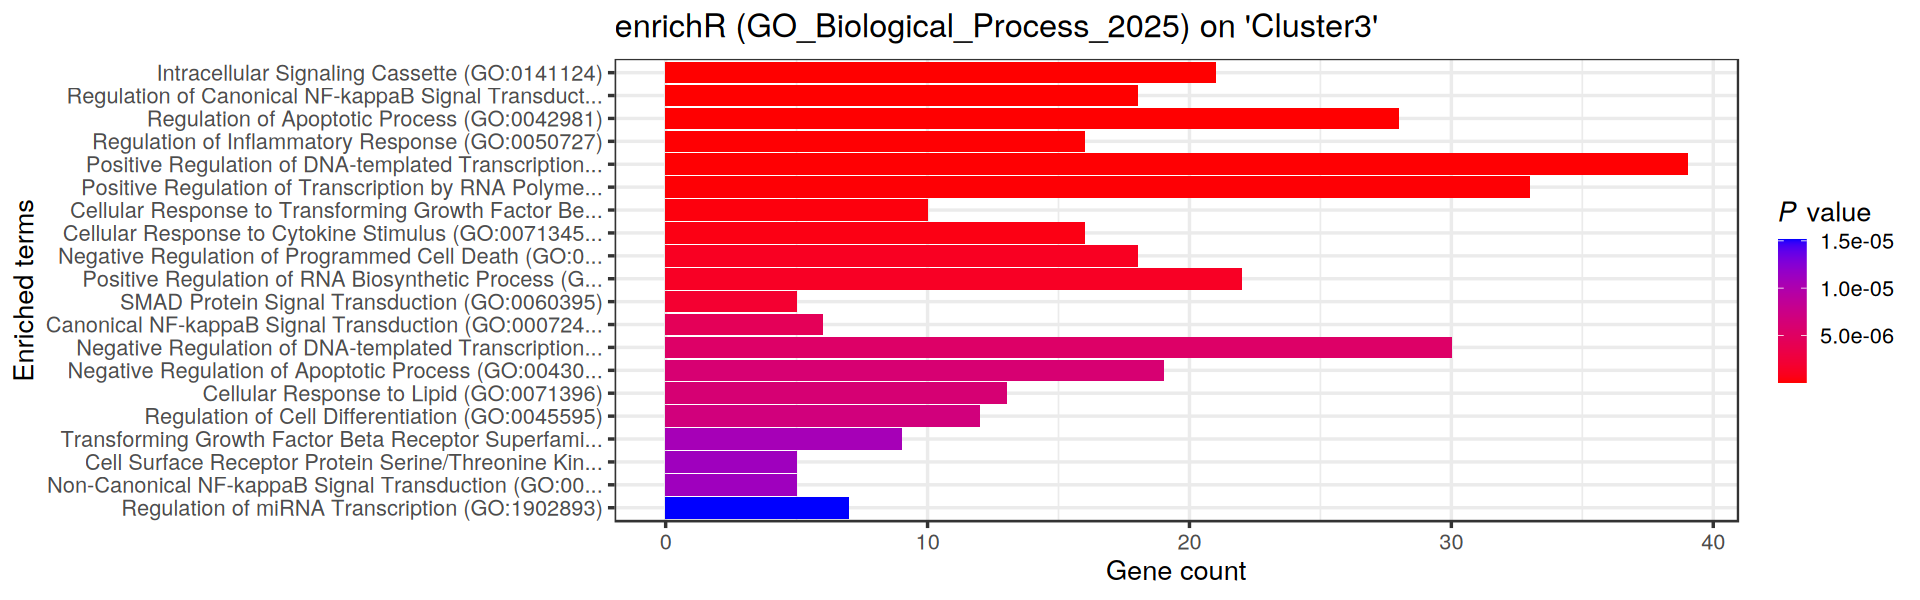 enrichR (GO_Biological_Process_2025) on 'Cluster3'
Intracellular Signaling Cassette (GO:0141124)
Regulation of Canonical NF-kappaB Signal Transduct...
Regulation of Apoptotic Process (GO:0042981)
Regulation of Inflammatory Response (GO:0050727)
Positive Regulation of DNA-templated Transcription...
Positive Regulation of Transcription by RNA Polyme...
Cellular Response to Transforming Growth Factor Be...
Cellular Response to Cytokine Stimulus (GO:0071345...
Negative Regulation of Programmed Cell Death (GO:0...
Positive Regulation of RNA Biosynthetic Process (G...
SMAD Protein Signal Transduction (GO:0060395)
Canonical NF-kappaB Signal Transduction (GO:000724...
Negative Regulation of DNA-templated Transcription...
Negative Regulation of Apoptotic Process (GO:00430...
Cellular Response to Lipid (GO:0071396)
Regulation of Cell Differentiation (GO:0045595)
Transforming Growth Factor Beta Receptor Superfami...
Cell Surface Receptor Protein Serine/Threonine Kin...
Non-Canonical NF-kappaB Signal Transduction (GO:00...
Regulation of miRNA Transcription (GO:1902893)
Enriched terms
0 10 20 30 40
Gene count
P value
1.5e-05
1.0e-05
5.0e-06